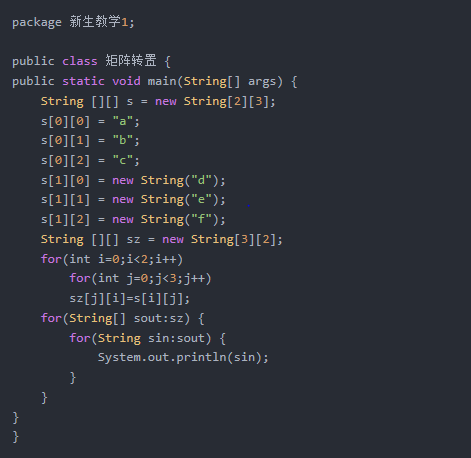 package 新生教学1;
public class 矩阵转置 {
public static void main(String[] args) {
String [][] s = new String[2][3];
s[0][0] = "a";
s[0][1] = "b";
s[0][2] = "c";
s[1][0] = new String("d");
s[1][1] = new String("e");
s[1][2] = new String("f");
String [][] sz = new String[3][2];
for(int i=0;i<2;i++)
for(int j=0;j<3;j++)
sz[j][i]=s[i][j];
for(String[] sout:sz) {
for(String sin:sout) {
System.out.println(sin);
}
}
}
}